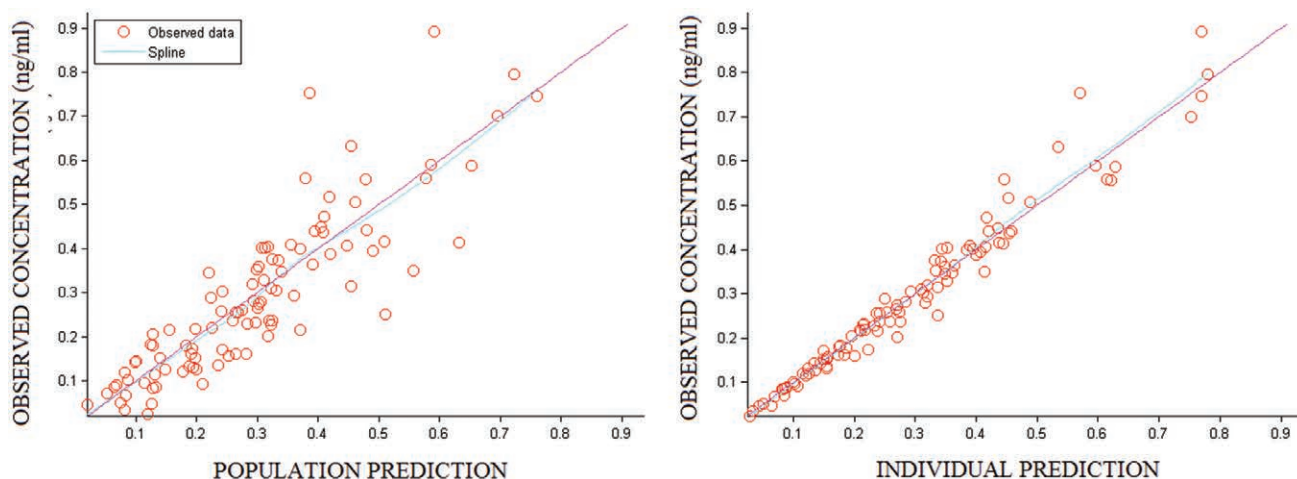 OBSERVED CONCENTRATION (ng/ml)
0.9
0.8
0.7
0.6
0.5
0.4
0.3
0.2
0.1
Observed data
Spline
0.1 0.2 0.3 0.4 0.5 0.6 0.7 0.8 0.9
POPULATION PREDICTION
OBSERVED CONCENTRATION (ng/ml)
0.9
0.8
0.7
0.6
0.5
0.4
0.3
0.2
0.1
0.1 0.2 0.3 0.4 0.5 0.6 0.7 0.8 0.9
INDIVIDUAL PREDICTION